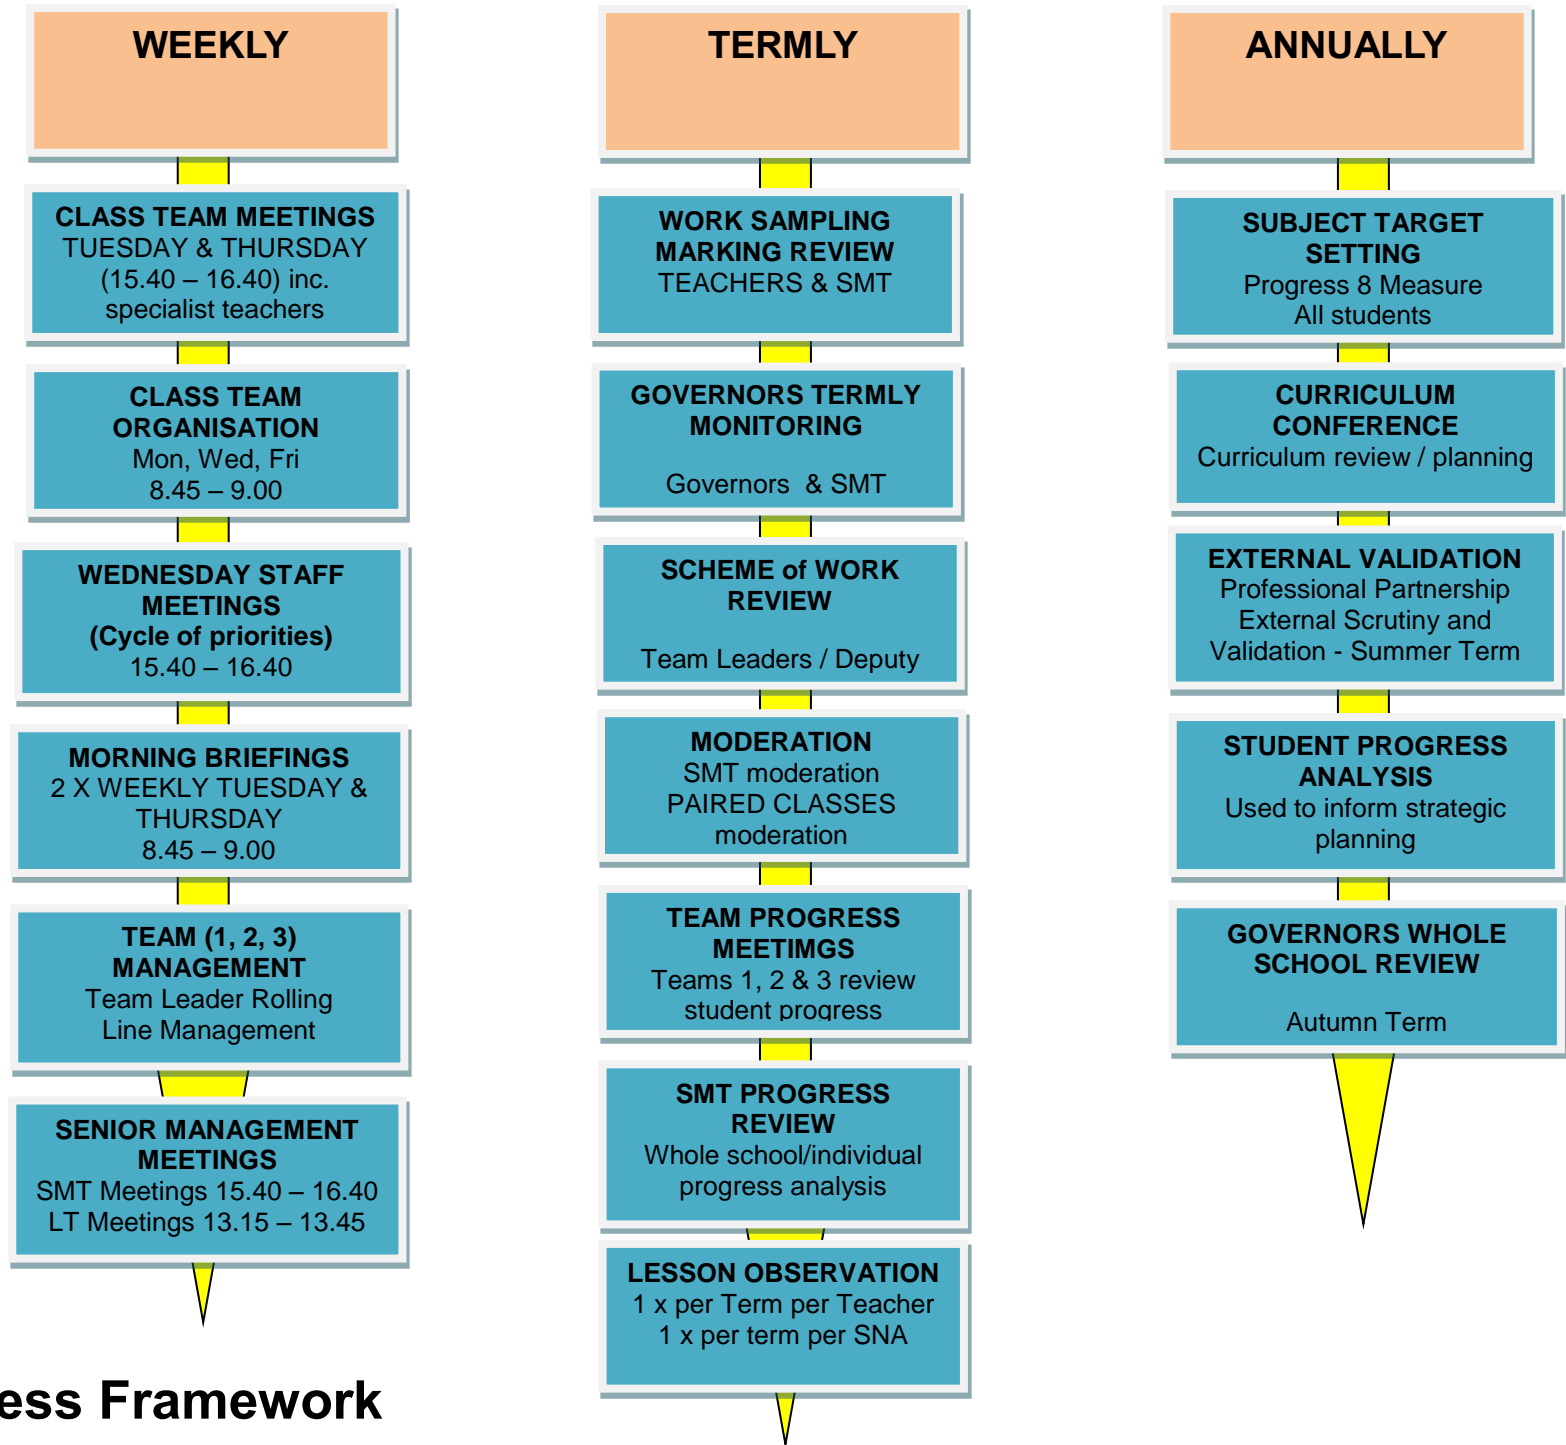 WEEKLY
CLASS TEAM MEETINGS
TUESDAY & THURSDAY
(15.40 – 16.40) inc.
specialist teachers
CLASS TEAM
ORGANISATION
Mon, Wed, Fri
8.45 – 9.00
WEDNESDAY STAFF
MEETINGS
(Cycle of priorities)
15.40 – 16.40
MORNING BRIEFINGS
2 X WEEKLY TUESDAY &
THURSDAY
8.45 – 9.00
TEAM (1, 2, 3)
MANAGEMENT
Team Leader Rolling
Line Management
SENIOR MANAGEMENT
MEETINGS
SMT Meetings 15.40 – 16.40
LT Meetings 13.15 – 13.45
TERMLY
WORK SAMPLING
MARKING REVIEW
TEACHERS & SMT
GOVERNORS TERMLY
MONITORING
Governors & SMT
SCHEME of WORK
REVIEW
Team Leaders / Deputy
MODERATION
SMT moderation
PAIRED CLASSES
moderation
TEAM PROGRESS
MEETIMGS
Teams 1, 2 & 3 review
student progress
SMT PROGRESS
REVIEW
Whole school/individual
progress analysis
LESSON OBSERVATION
1 x per Term per Teacher
1 x per term per SNA
ANNUALLY
SUBJECT TARGET
SETTING
Progress 8 Measure
All students
CURRICULUM
CONFERENCE
Curriculum review / planning
EXTERNAL VALIDATION
Professional Partnership
External Scrutiny and
Validation - Summer Term
STUDENT PROGRESS
ANALYSIS
Used to inform strategic
planning
GOVERNORS WHOLE
SCHOOL REVIEW
Autumn Term
ess Framework